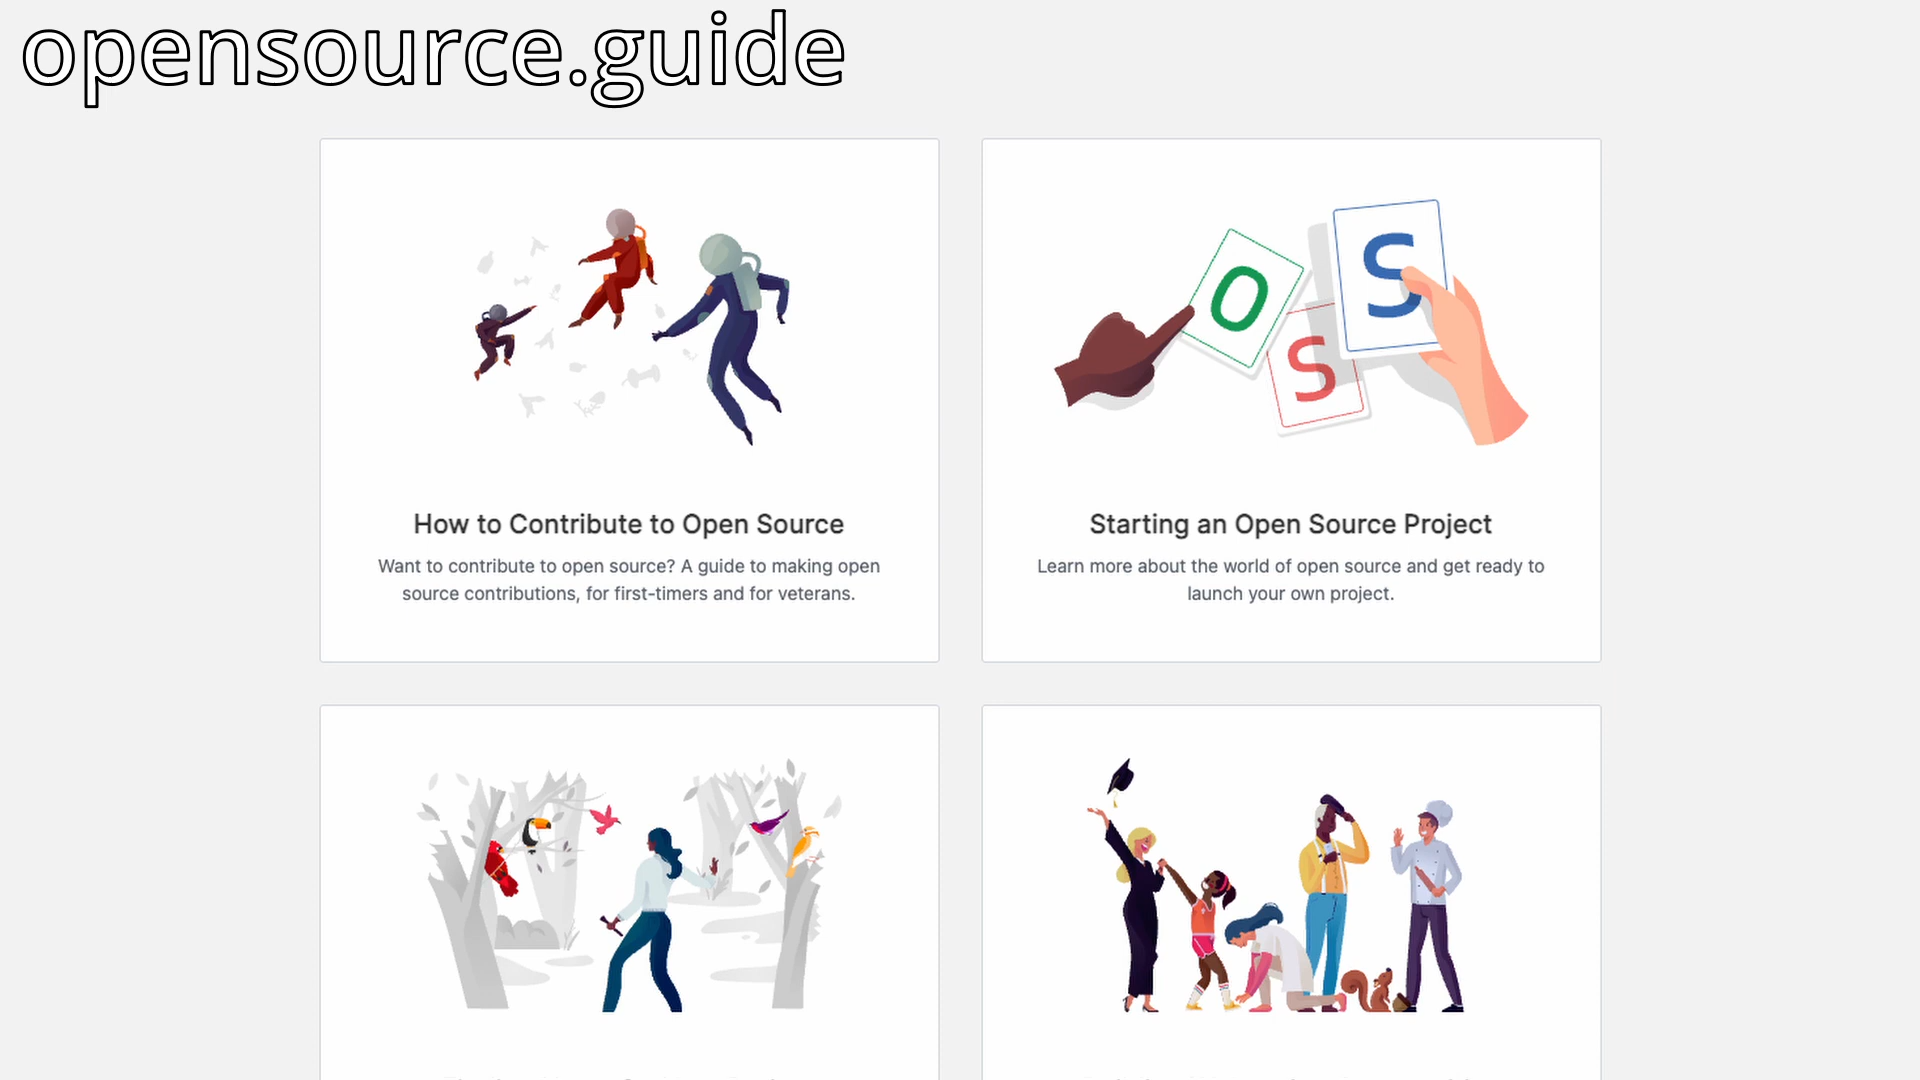 opensource.guide
O
S
S
How to Contribute to Open Source
Want to contribute to open source? A guide to making open
source contributions, for first-timers and for veterans.
Starting an Open Source Project
Learn more about the world of open source and get ready to
launch your own project.